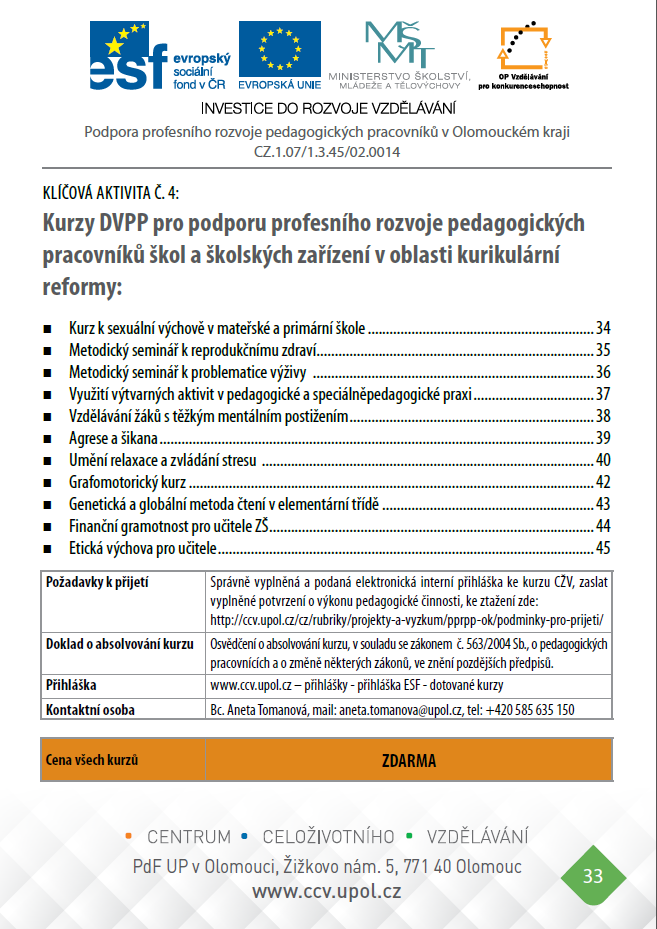 esf evropský
sociální
fond v ČR
EVROPSKÁ UNIE
MŠMT
MINISTERSTVO ŠKOLSTVÍ,
MLÁDEŽE A TĚLOVÝCHOVY
OP Vzdělávání
pro konkurenceschopnost
INVESTICE DO ROZVOJE VZDĚLÁVÁNÍ
Podpora profesního rozvoje pedagogických pracovníků v Olomouckém kraji
CZ.1.07/1.3.45/02.0014
KLÍČOVÁ AKTIVITA Č. 4:
Kurzy DVPP pro podporu profesního rozvoje pedagogických
pracovníků škol a školských zařízení v oblasti kurikulární
reformy:
■ Kurz k sexuální výchově v mateřské a primární škole ........ 34
■ Metodický seminář k reprodukčnímu zdraví........ 35
■ Metodický seminář k problematice výživy ........ 36
■ Využití výtvarných aktivit v pedagogické a speciálněpedagogické praxi ........ 37
■ Vzdělávání žáků s těžkým mentálním postižením........ 38
■ Agrese a šikana........ 39
■ Umění relaxace a zvládání stresu ........ 40
■ Grafomotorický kurz ........ 42
■ Genetická a globální metoda čtení v elementární třídě ........ 43
■ Finanční gramotnost pro učitele ZŠ........ 44
■ Etická výchova pro učitele........ 45
Požadavky k přijetí Správně vyplněná a podaná elektronická interní přihláška ke kurzu CŽV, zaslat
vyplněné potvrzení o výkonu pedagogické činnosti, ke ztažení zde:
http://ccv.upol.cz/cz/rubriky/projekty-a-vyzkum/pprpp-ok/podminky-pro-prijeti/
Doklad o absolvování kurzu Osvědčení o absolvování kurzu, v souladu se zákonem č. 563/2004 Sb., o pedagogických
pracovnících a o změně některých zákonů, ve znění pozdějších předpisů.
Přihláška www.ccv.upol.cz – přihlášky - přihláška ESF - dotované kurzy
Kontaktní osoba Bc. Aneta Tomanová, mail: aneta.tomanova@upol.cz, tel: +420 585 635 150
Cena všech kurzů ZDARMA
• CENTRUM • CELOŽIVOTNÍHO • VZDĚLÁVÁNÍ
PdF UP v Olomouci, Žižkovo nám. 5, 771 40 Olomouc
www.ccv.upol.cz
33